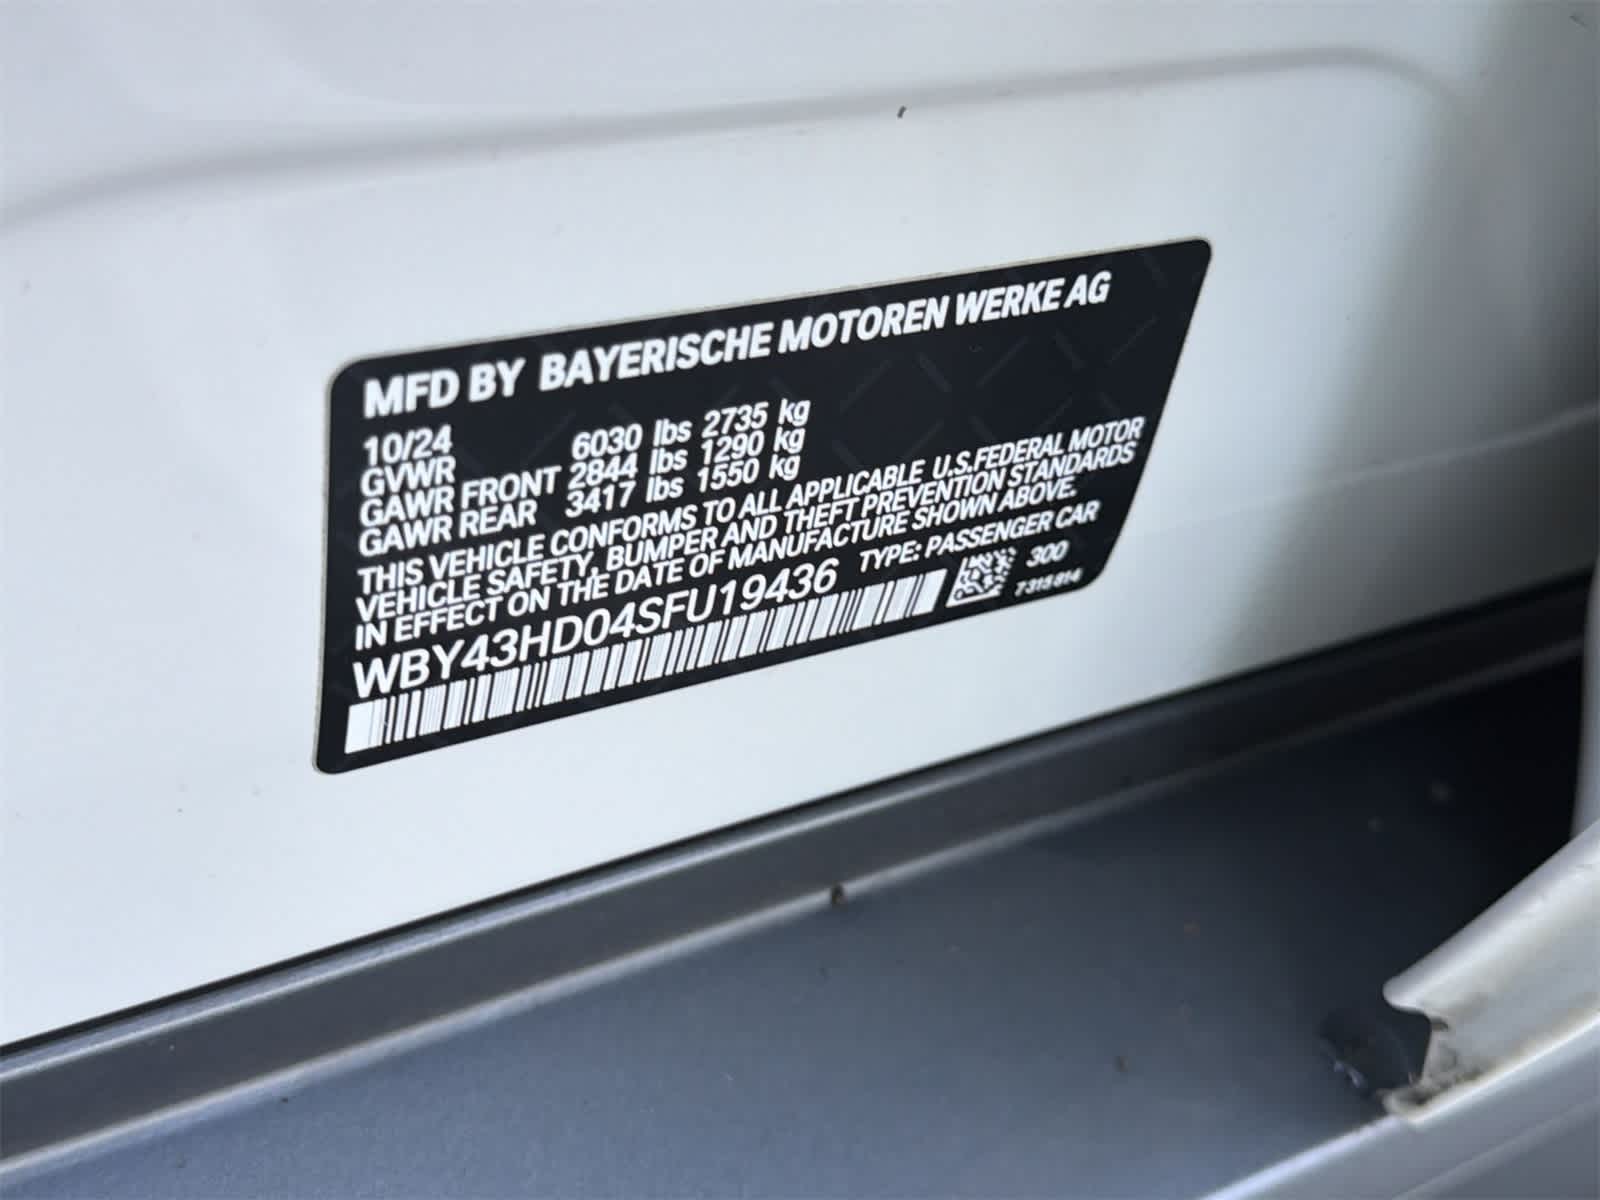 MFD BY BAYERISCHE MOTOREN WERKE AG
10/24
GVWR 6030 lbs 2735 kg
GAWR FRONT 2844 lbs 1290 kg
GAWR REAR 3417 lbs 1550 kg
THIS VEHICLE CONFORMS TO ALL APPLICABLE U.S.FEDERAL MOTOR
VEHICLE SAFETY, BUMPER AND THEFT PREVENTION STANDARDS
IN EFFECT ON THE DATE OF MANUFACTURE SHOWN ABOVE.
WBY43HD04SFU19436 TYPE: PASSENGER CAR
300
7315814